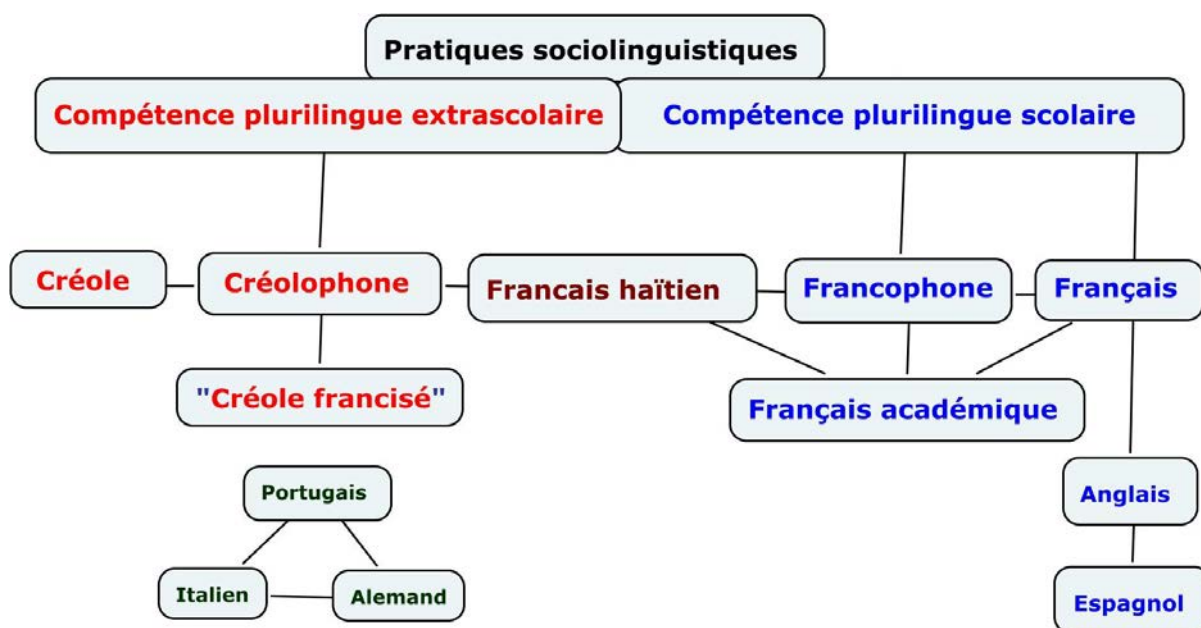 Pratiques sociolinguistiques
Compétence plurilingue extrascolaire
Compétence plurilingue scolaire
Créole
Créolophone
Francais haïtien
Francophone
Français
"Créole francisé"
Français académique
Portugais
Anglais
Italien
Alemand
Espagnol